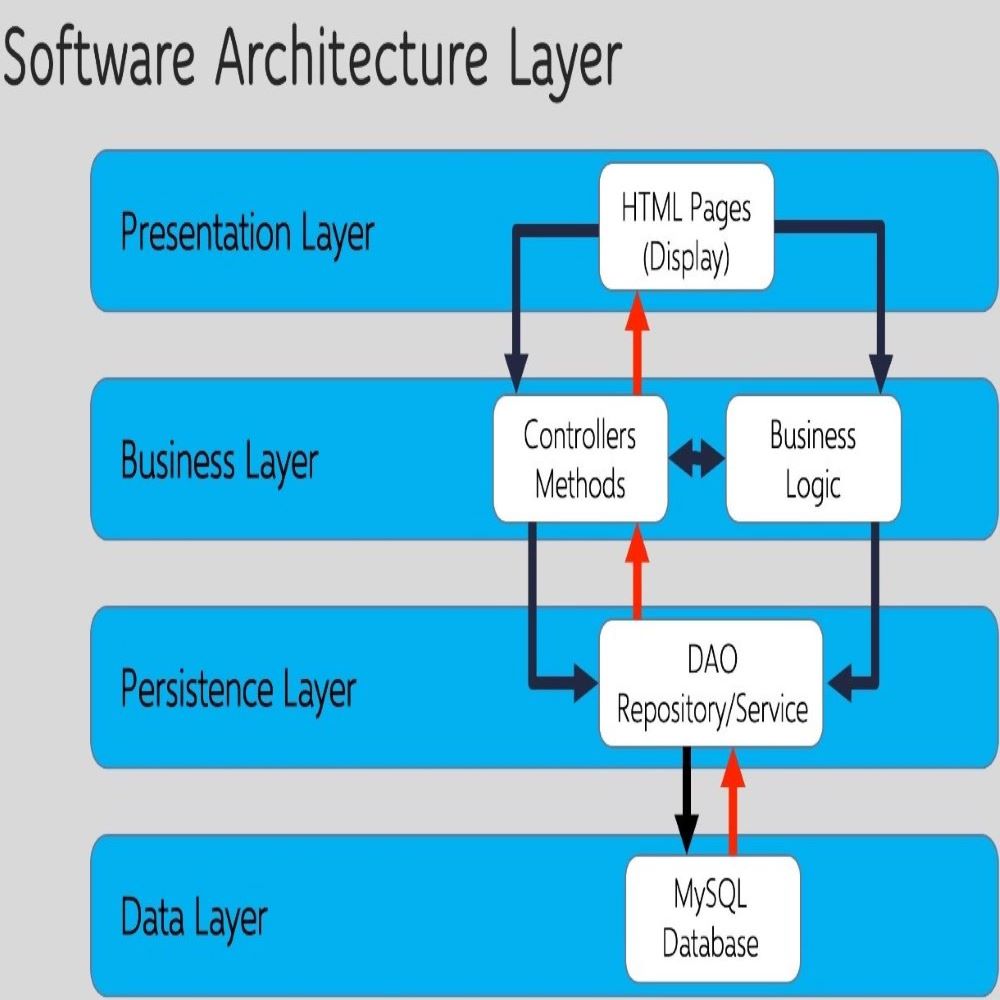 Software Architecture Layer
Presentation Layer
HTML Pages
(Display)
Business Layer
Controllers
Methods
Business
Logic
Persistence Layer
DAO
Repository/Service
Data Layer
MySQL
Database